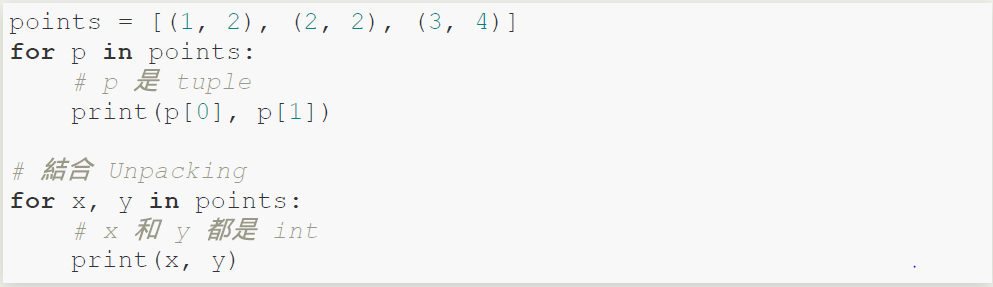 points = [(1, 2), (2, 2), (3, 4)]
for p in points:
    # p 是 tuple
    print(p[0], p[1])

# 結合 Unpacking
for x, y in points:
    # x 和 y 都是 int
    print(x, y)